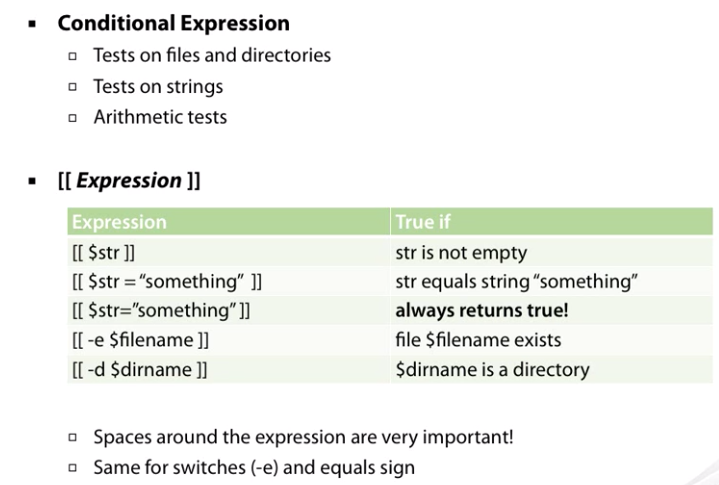 Conditional Expression
Tests on files and directories
Tests on strings
Arithmetic tests
[[ Expression ]]
Expression True if
[[ $str ]] str is not empty
[[ $str = “something” ]] str equals string “something”
[[ $str=”something” ]] always returns true!
[[ -e $filename ]] file $filename exists
[[ -d $dirname ]] $dirname is a directory
Spaces around the expression are very important!
Same for switches (-e) and equals sign